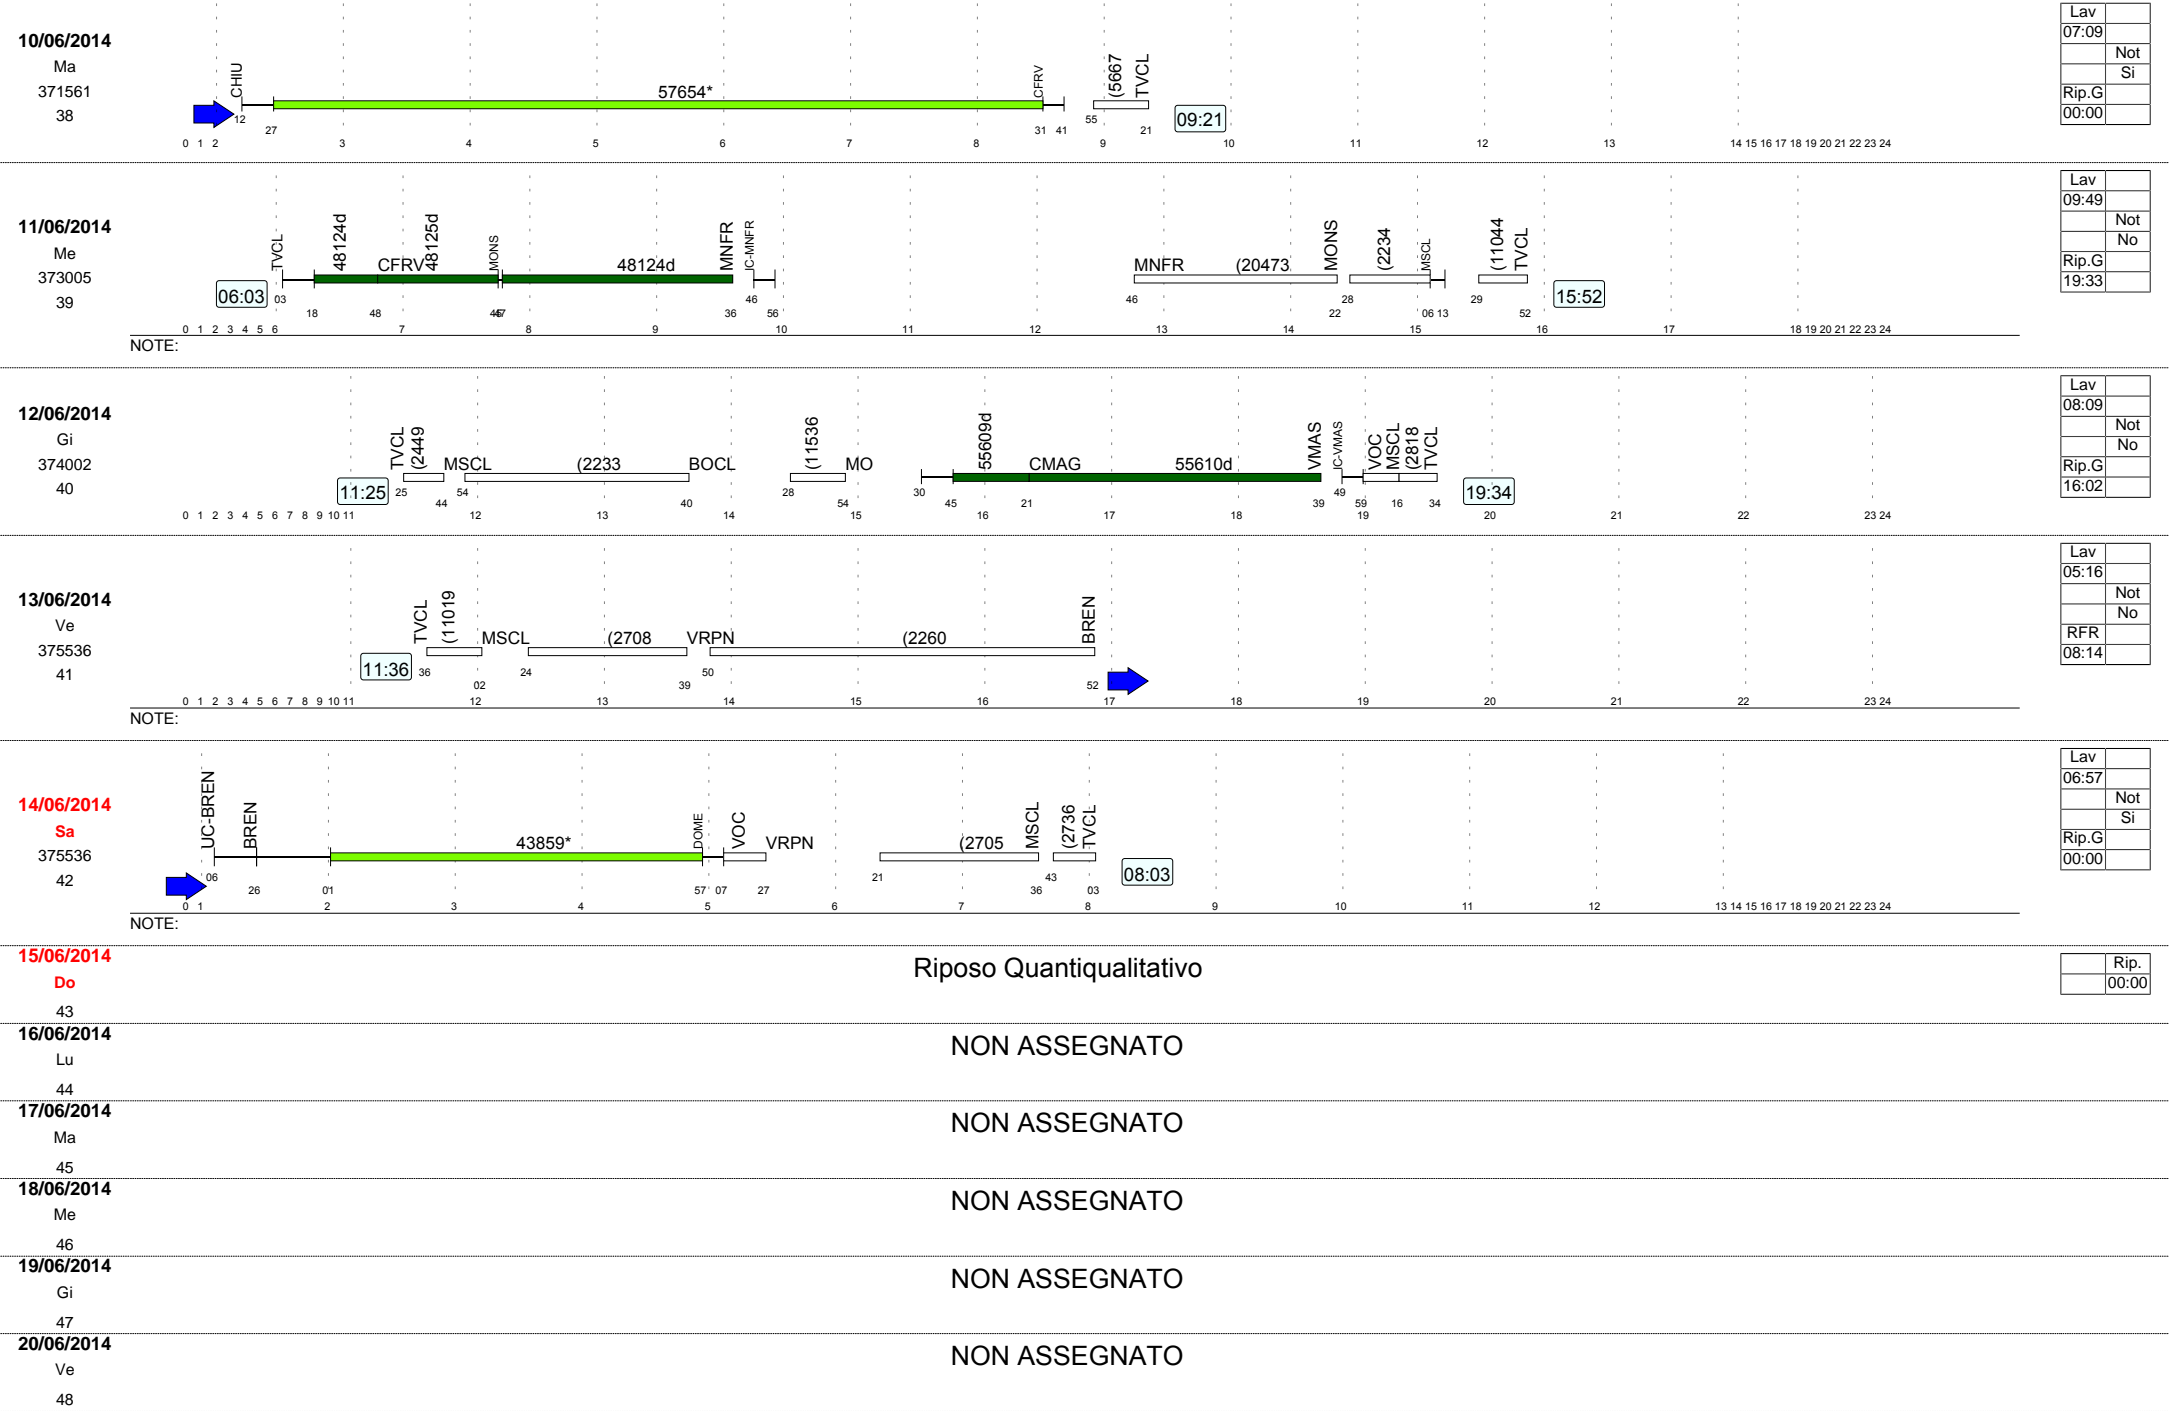 10/06/2014
Ma
371561
38
CHIU
57654*
CFRV
(5667
TVCL
12
27
31 41
55
21
09:21
0 1 2 3 4 5 6 7 8 9 10 11 12 13 14 15 16 17 18 19 20 21 22 23 24
Lav
07:09
Not
Si
Rip.G
00:00
11/06/2014
Me
373005
39
06:03
TVCL
48124d
CFRV
48125d
MONS
48124d
MNFR
IC-MNFR
MNFR
(20473
MONS
(2234
MSCL
(11044
TVCL
03
18
48
45
47
36
46
56
46
22
28
06 13
29
52
15:52
0 1 2 3 4 5 6 7 8 9 10 11 12 13 14 15 16 17 18 19 20 21 22 23 24
NOTE:
Lav
09:49
Not
No
Rip.G
19:33
12/06/2014
Gi
374002
40
11:25
TVCL
(2449
MSCL
(2233
BOCL
(11536
MO
55609d
CMAG
55610d
VMAS
IC-VMAS
VOC
MSCL
(2818
TVCL
25
44
54
40
28
54
30
45
21
39
49
59
16
34
19:34
0 1 2 3 4 5 6 7 8 9 10 11 12 13 14 15 16 17 18 19 20 21 22 23 24
Lav
08:09
Not
No
Rip.G
16:02
13/06/2014
Ve
375536
41
11:36
TVCL
(11019
MSCL
(2708
VRPN
(2260
BREN
36
02
24
39
50
52
0 1 2 3 4 5 6 7 8 9 10 11 12 13 14 15 16 17 18 19 20 21 22 23 24
NOTE:
Lav
05:16
Not
No
RFR
08:14
14/06/2014
Sa
375536
42
UC-BREN
BREN
43859*
DOME
VOC
VRPN
(2705
MSCL
(2736
TVCL
06
26
01
57 07
27
21
36
43
03
08:03
0 1 2 3 4 5 6 7 8 9 10 11 12 13 14 15 16 17 18 19 20 21 22 23 24
NOTE:
Lav
06:57
Not
Si
Rip.G
00:00
15/06/2014
Do
43
Riposo Quantiqualitativo
Rip.
00:00
16/06/2014
Lu
44
NON ASSEGNATO
17/06/2014
Ma
45
NON ASSEGNATO
18/06/2014
Me
46
NON ASSEGNATO
19/06/2014
Gi
47
NON ASSEGNATO
20/06/2014
Ve
48
NON ASSEGNATO